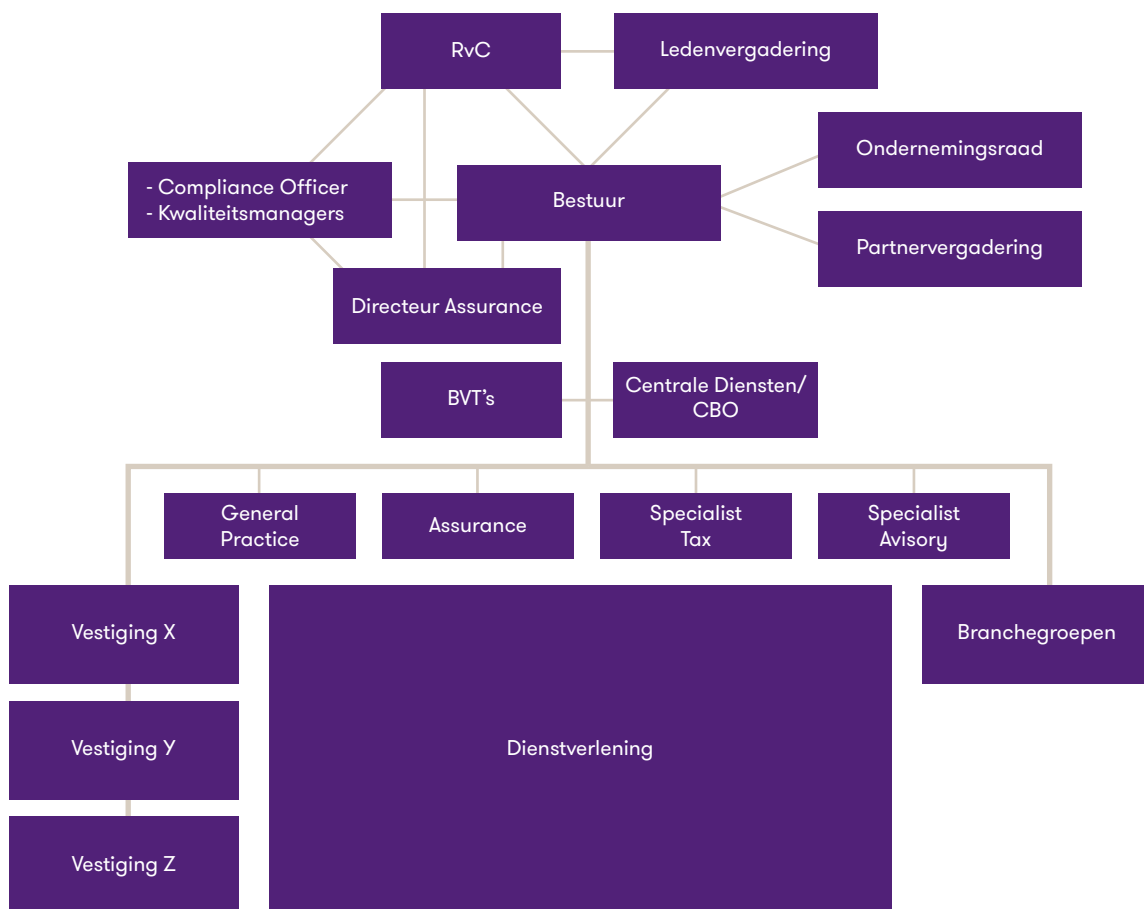 RvC
Ledenvergadering
Ondernemingsraad
- Compliance Officer
- Kwaliteitsmanagers
Bestuur
Partnervergadering
Directeur Assurance
BVT's
Centrale Diensten/
CBO
General
Practice
Assurance
Specialist
Tax
Specialist
Avisory
Vestiging X
Branchegroepen
Vestiging Y
Dienstverlening
Vestiging Z